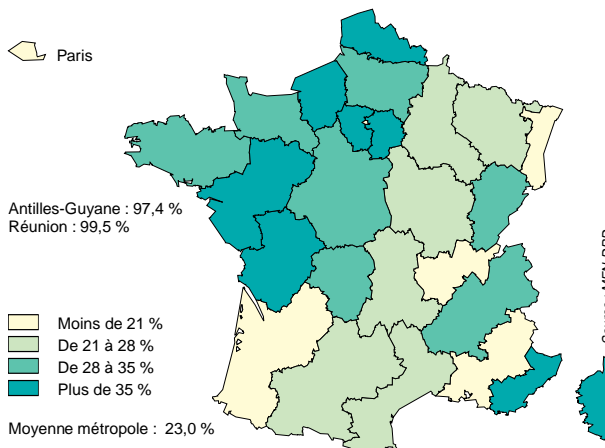 Paris
Antilles-Guyane : 97,4 %
Réunion : 99,5 %
Moins de 21 %
De 21 à 28 %
De 28 à 35 %
Plus de 35 %
Moyenne métropole : 23,0 %